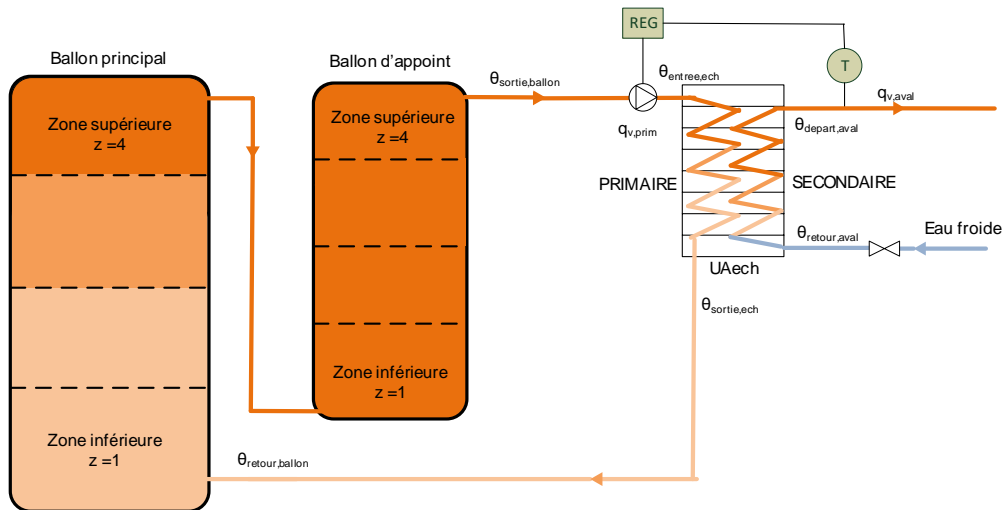 REG
T
Ballon principal
Ballon d'appoint
θsortie,ballon
θentree,ech
qv,aval
qv,prim
θdepart,aval
Zone supérieure
z =4
Zone supérieure
z =4
PRIMAIRE
SECONDAIRE
θretour,aval
Eau froide
UAech
θsortie,ech
Zone inférieure
z =1
Zone inférieure
z =1
θretour,ballon